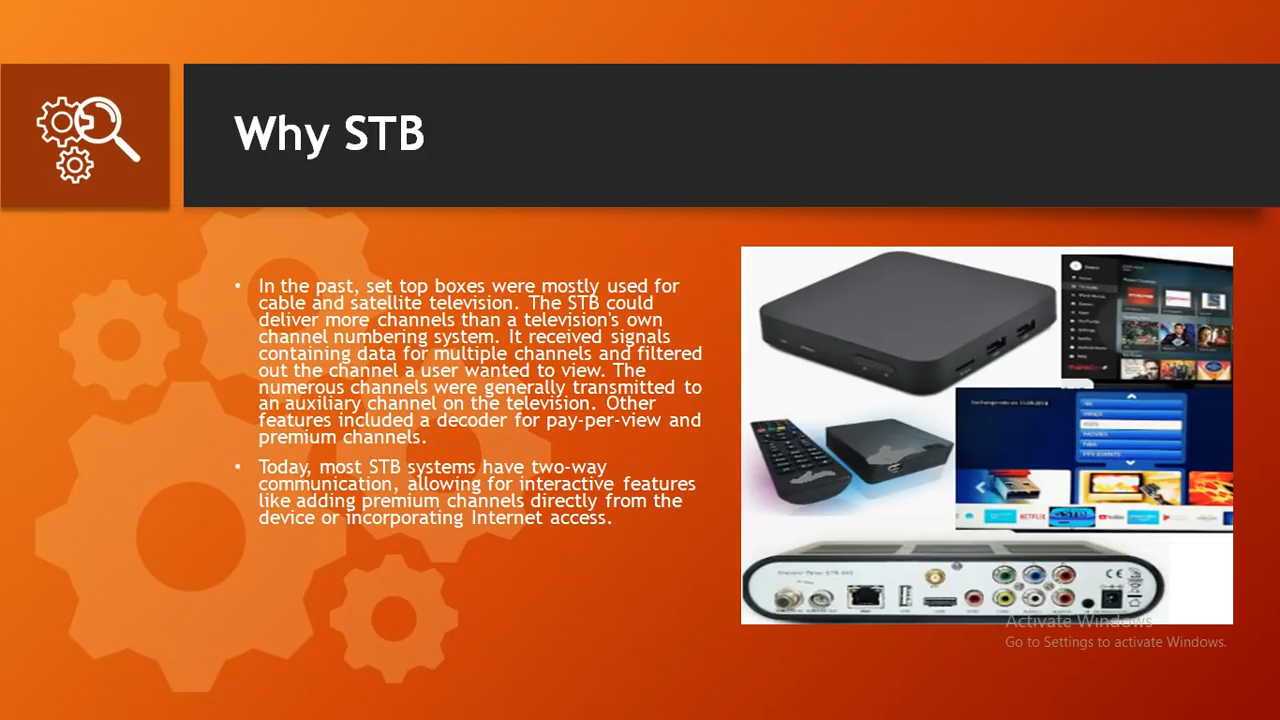 Why STB
• In the past, set top boxes were mostly used for
cable and satellite television. The STB could
deliver more channels than a television's own
channel numbering system. It received signals
containing data for multiple channels and filtered
out the channel a user wanted to view. The
numerous channels were generally transmitted to
an auxiliary channel on the television. Other
features included a decoder for pay-per-view and
premium channels.
• Today, most STB systems have two-way
communication, allowing for interactive features
like adding premium channels directly from the
device or incorporating Internet access.
MOVIES
PPV EVENTS
NETFLIX
STB
CE
Activate Windows
Go to Settings to activate Windows.